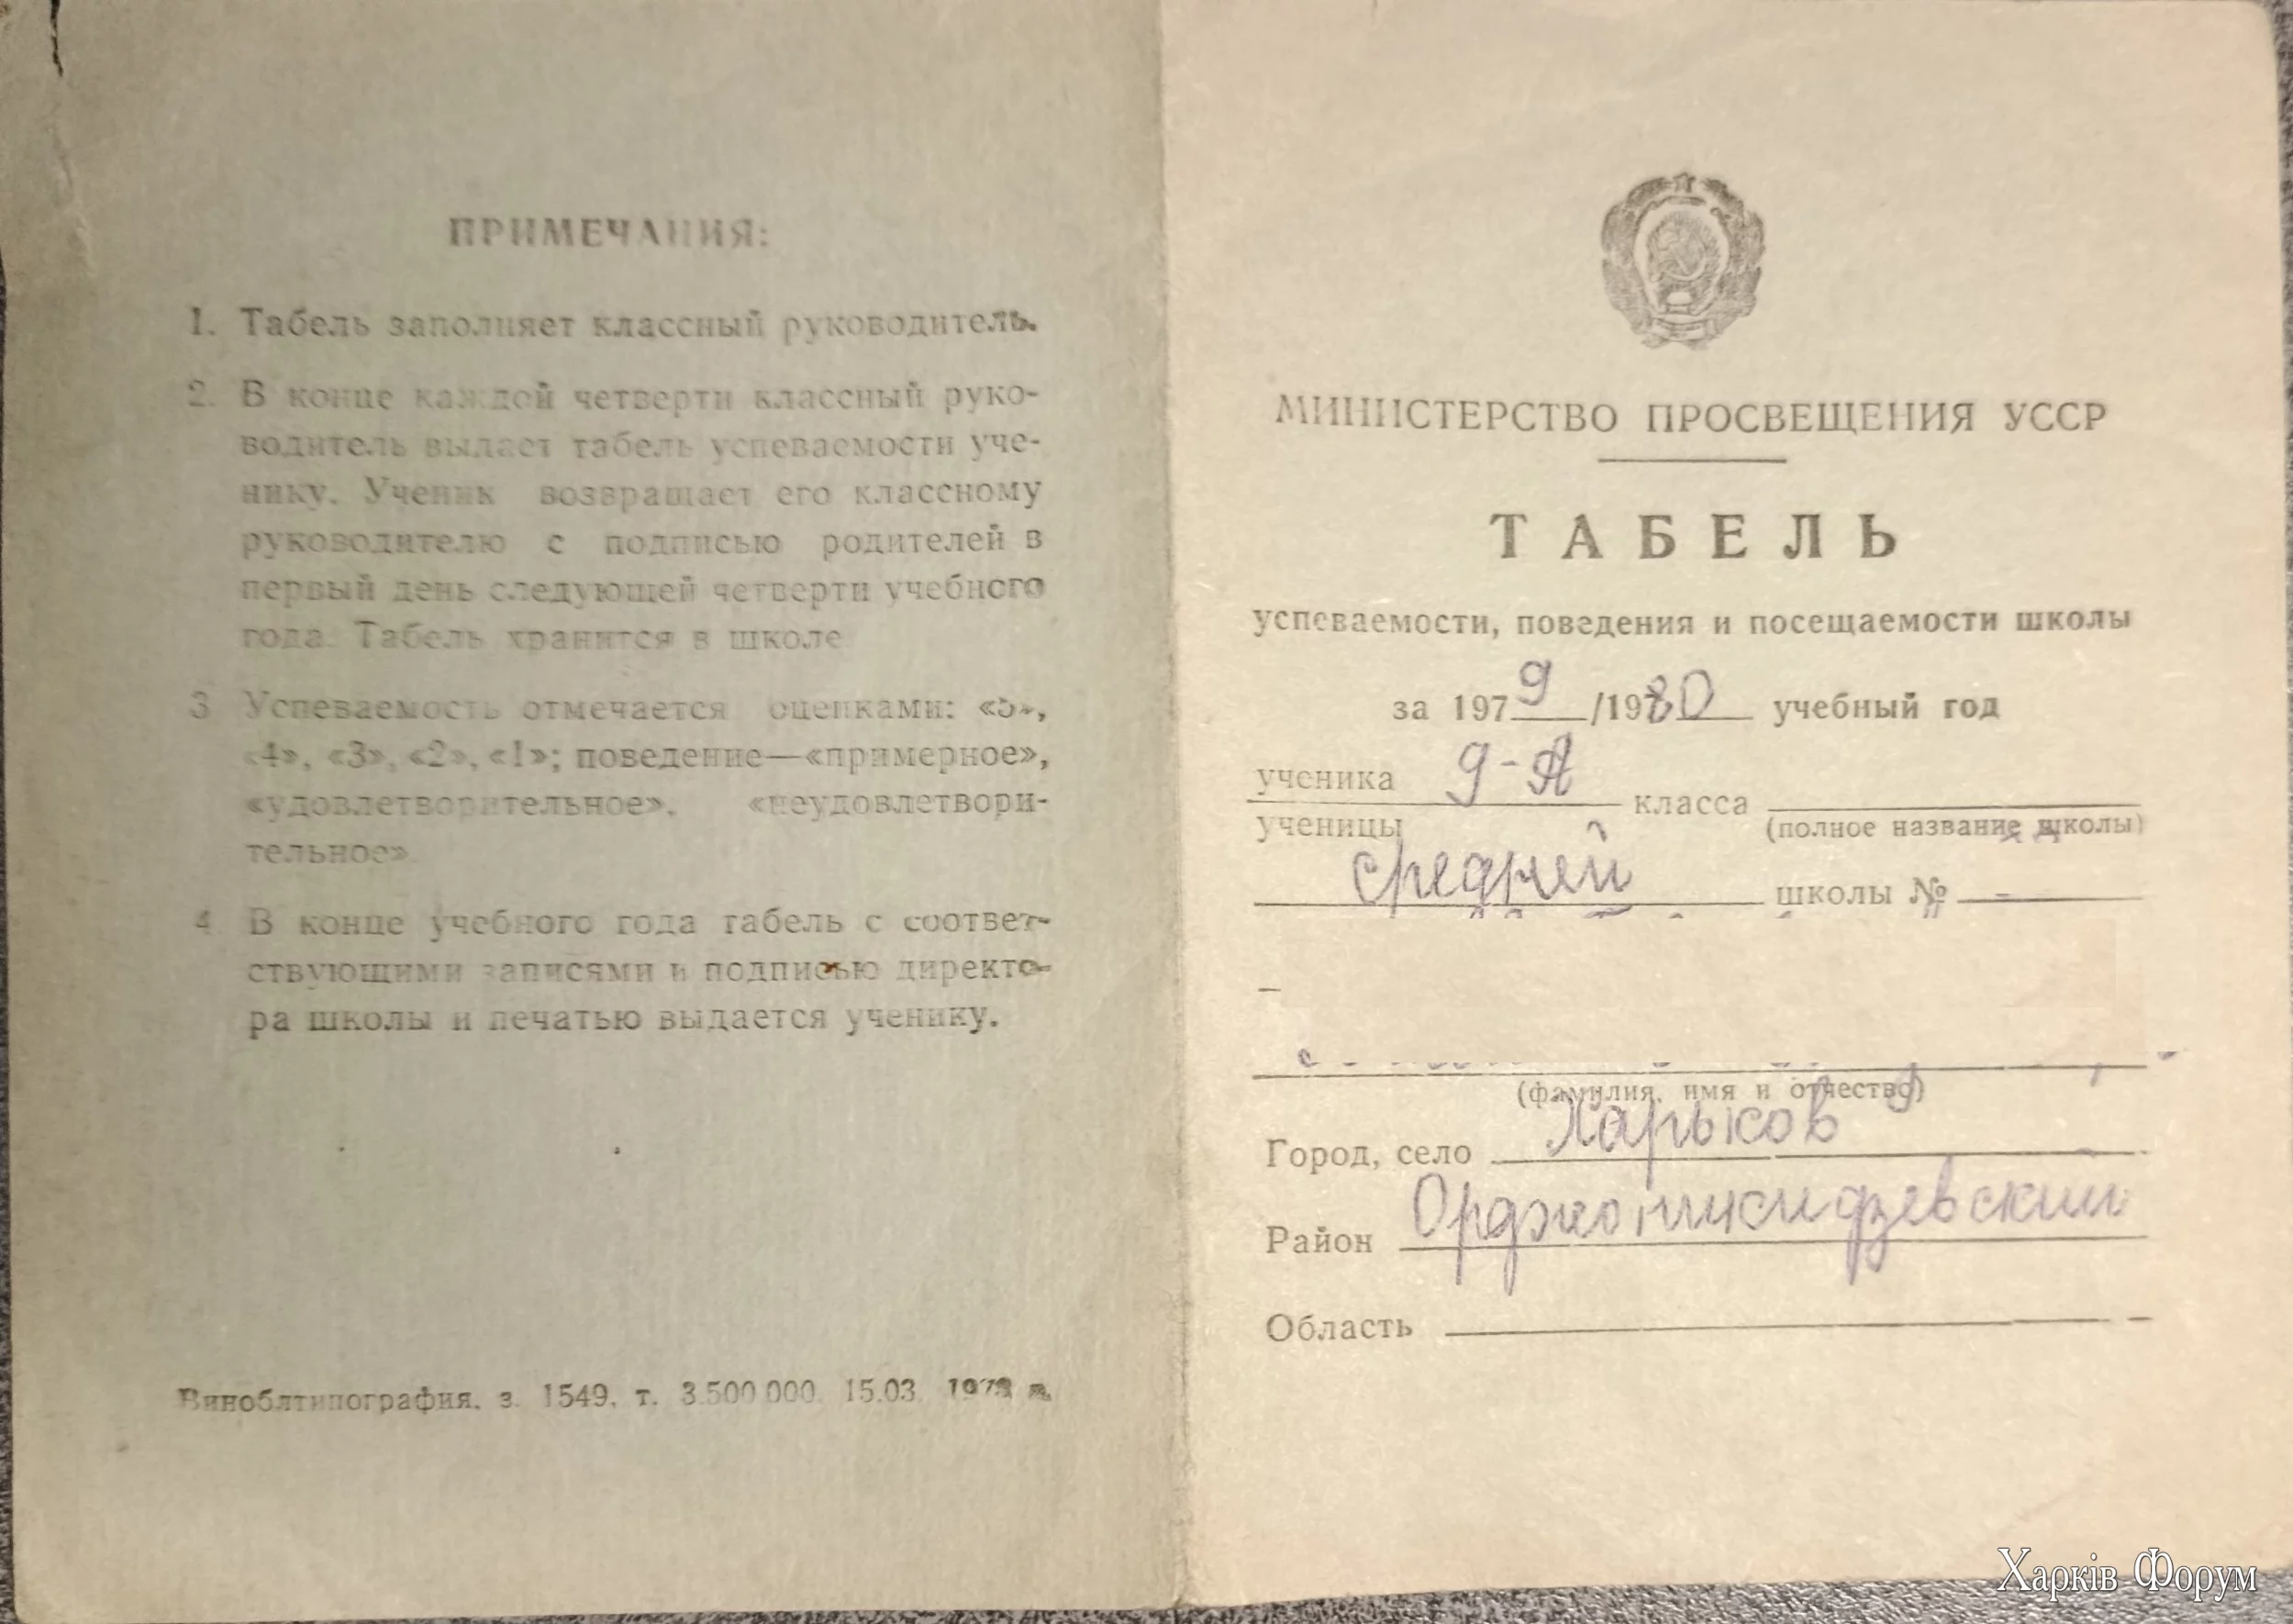 ПРИМЕЧАНИЯ:
1. Табель заполняет классный руководитель.
2. В конце каждой четверти классный руко-
водитель выдает табель успеваемости уче-
нику. Ученик возвращает его классному
руководителю с подписью родителей в
первый день следующей четверти учебного
года. Табель хранится в школе
3 Успеваемость отмечается оценками: «5»,
«4», «3», «2», «1»; поведение—«примерное»,
«удовлетворительное», «неудовлетвори-
тельное»
4 В конце учебного года табель с соответ-
ствующими записями и подписью директо-
ра школы и печатью выдается ученику.
Виноблтипография, з. 1549, т. 3.500 000. 15.03. 1978 г.
МИНИСТЕРСТВО ПРОСВЕЩЕНИЯ УССР
ТАБЕЛЬ
успеваемости, поведения и посещаемости школы
за 1979/1980 учебный год
ученика 9-А класса
ученицы (полное название школы)
средней школы № -
(фамилия, имя и отчество)
Город, село Харьков
Район Орджоникидзевский
Область
Харків Форум